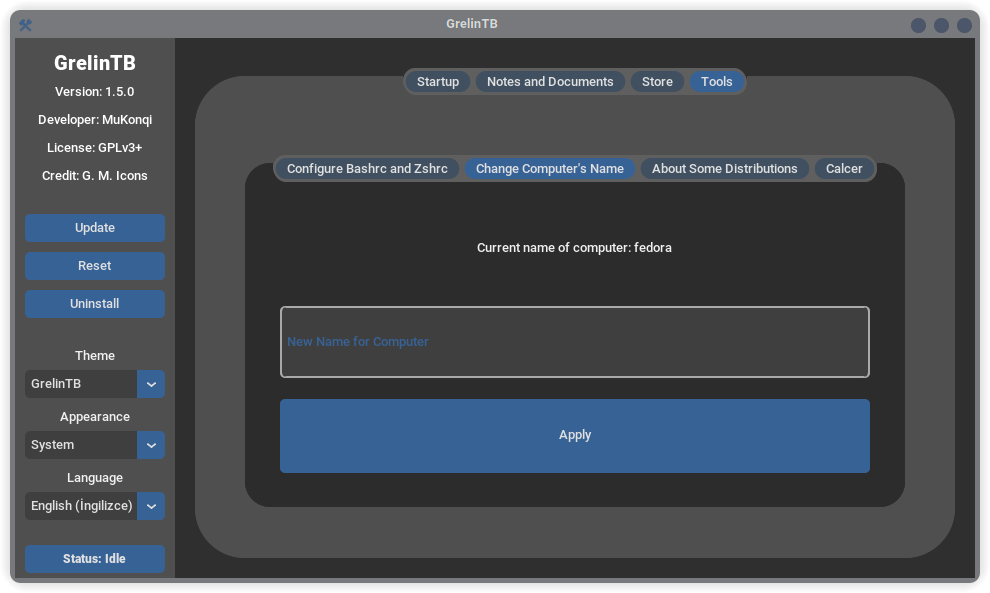 GrelinTB
GrelinTB
Version: 1.5.0
Developer: MuKonqi
License: GPLv3+
Credit: G. M. Icons
Update
Reset
Uninstall
Theme
GrelinTB
Appearance
System
Language
English (İngilizce)
Status: Idle
Startup
Notes and Documents
Store
Tools
Configure Bashrc and Zshrc
Change Computer's Name
About Some Distributions
Calcer
Current name of computer: fedora
New Name for Computer
Apply